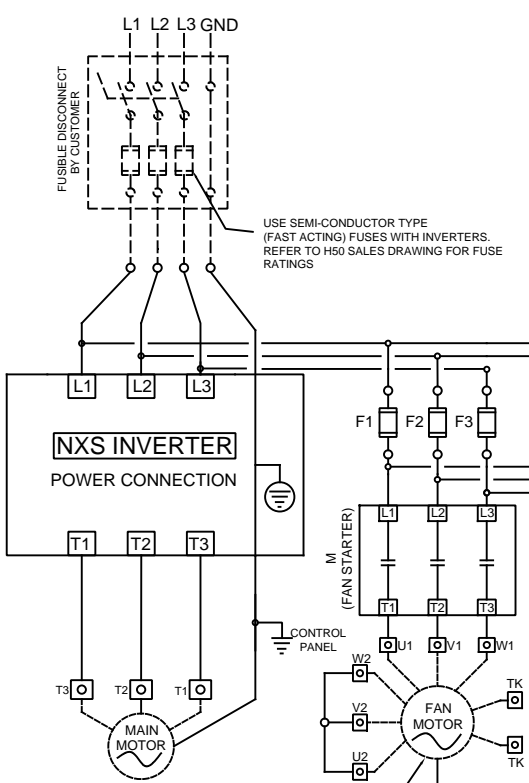 L1 L2 L3 GND
FUSIBLE DISCONNECT
BY CUSTOMER
USE SEMI-CONDUCTOR TYPE
(FAST ACTING) FUSES WITH INVERTERS.
REFER TO H50 SALES DRAWING FOR FUSE
RATINGS
L1 L2 L3
F1 F2 F3
NXS INVERTER
POWER CONNECTION
L1 L2 L3
M
(FAN STARTER)
T1 T2 T3
T1 T2 T3
CONTROL
PANEL
U1 V1 W1
W2
T3 T2 T1
TK
V2
FAN
MOTOR
MAIN
MOTOR
U2
TK